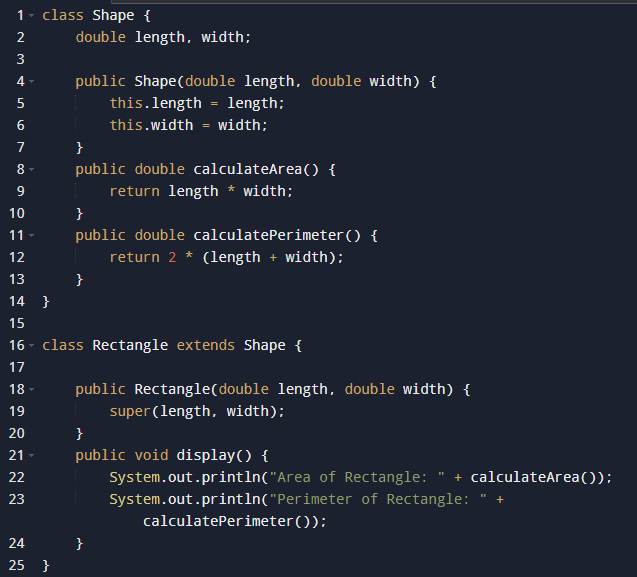 1 class Shape {
2     double length, width;
3
4     public Shape(double length, double width) {
5         this.length = length;
6         this.width = width;
7     }
8     public double calculateArea() {
9         return length * width;
10     }
11     public double calculatePerimeter() {
12         return 2 * (length + width);
13     }
14 }
15
16 class Rectangle extends Shape {
17
18     public Rectangle(double length, double width) {
19         super(length, width);
20     }
21     public void display() {
22         System.out.println("Area of Rectangle: " + calculateArea());
23         System.out.println("Perimeter of Rectangle: " +
            calculatePerimeter());
24     }
25 }